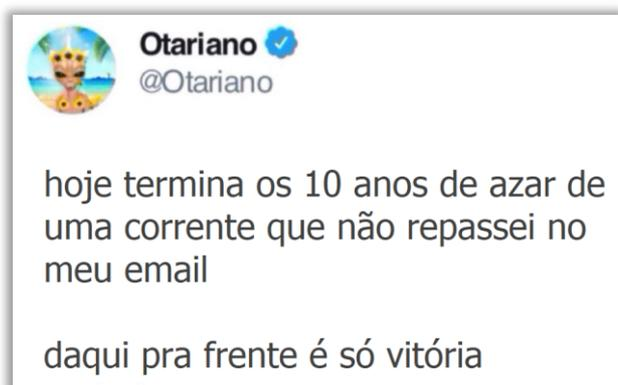 Otariano
@Otariano
hoje termina os 10 anos de azar de
uma corrente que não repassei no
meu email
daqui pra frente é só vitória